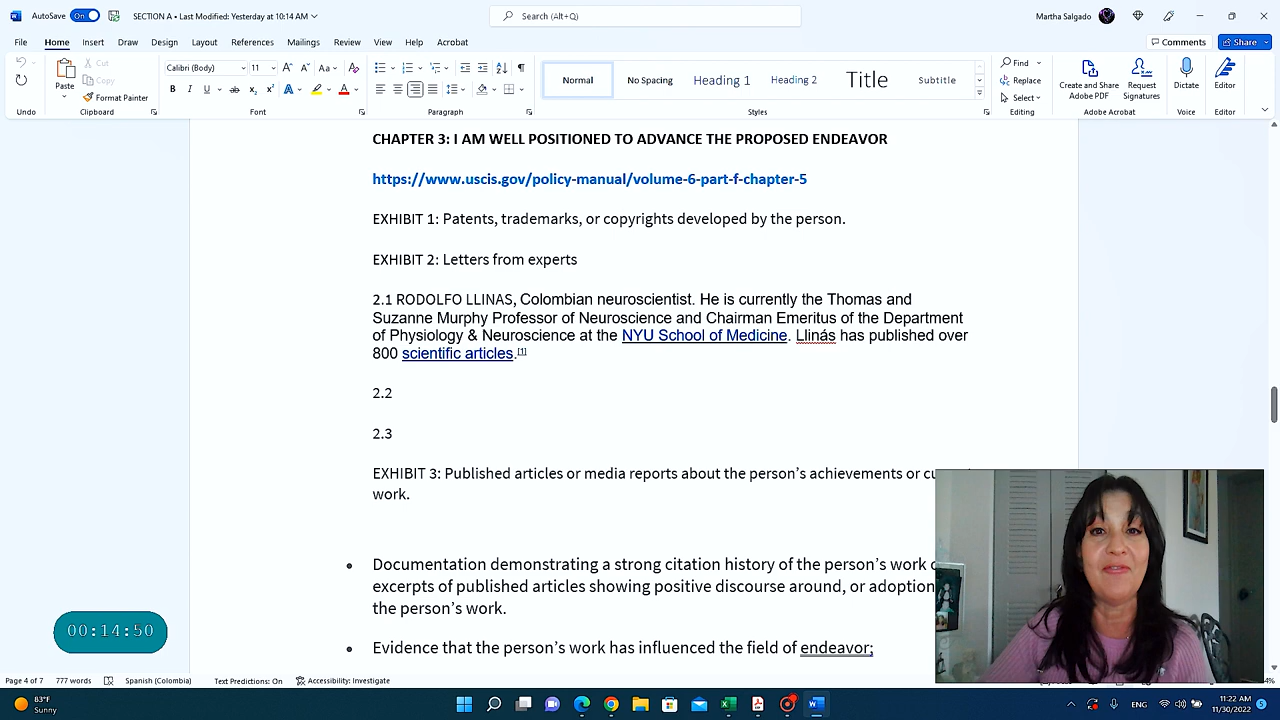 AutoSave On SECTION A • Last Modified: Yesterday at 10:14 AM Search (Alt+Q) Martha Salgado
File Home Insert Draw Design Layout References Mailings Review View Help Acrobat Comments Share
Calibri (Body) 11 Aa
Paste Cut Copy Format Painter
B I U ab x₂ x² A A
Normal No Spacing Heading 1 Heading 2 Title Subtitle
Find Replace Select
Create and Share Adobe PDF Request Signatures Dictate Editor
Undo Clipboard Font Paragraph Styles Editing Adobe Acrobat Voice Editor
CHAPTER 3: I AM WELL POSITIONED TO ADVANCE THE PROPOSED ENDEAVOR
https://www.uscis.gov/policy-manual/volume-6-part-f-chapter-5
EXHIBIT 1: Patents, trademarks, or copyrights developed by the person.
EXHIBIT 2: Letters from experts
2.1 RODOLFO LLINAS, Colombian neuroscientist. He is currently the Thomas and
Suzanne Murphy Professor of Neuroscience and Chairman Emeritus of the Department
of Physiology & Neuroscience at the NYU School of Medicine. Llinás has published over
800 scientific articles.[1]
2.2
2.3
EXHIBIT 3: Published articles or media reports about the person's achievements or
work.
• Documentation demonstrating a strong citation history of the person's work
excerpts of published articles showing positive discourse around, or adoption
the person's work.
• Evidence that the person's work has influenced the field of endeavor;
00:14:50
Page 4 of 7 777 words Spanish (Colombia) Text Predictions: On Accessibility: Investigate
83°F
Sunny
ENG 11:22 AM
11/30/2022 5